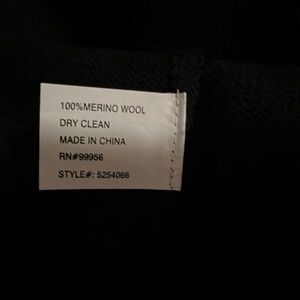 100%MERINO WOOL
DRY CLEAN
MADE IN CHINA
RN#99956
STYLE#: 5254066